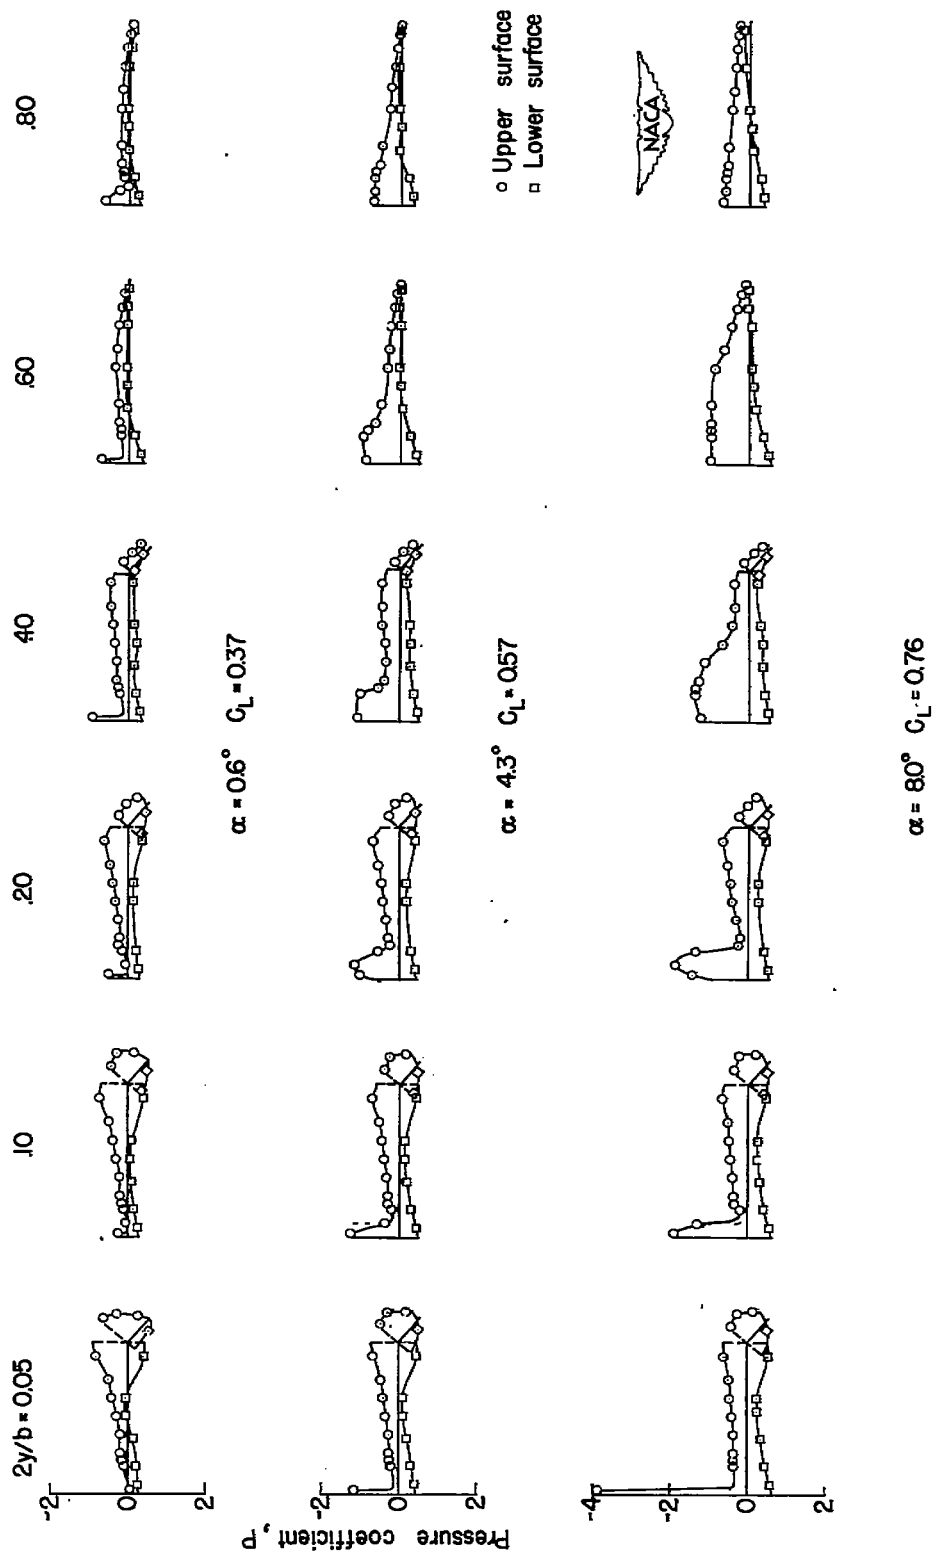 2y/b = 0.05 .10 .20 .40 .60 .80
-2
0
2
α = 0.6° C_L = 0.37
Pressure coefficient, P
-2
0
2
○ Upper surface
□ Lower surface
α = 4.3° C_L = 0.57
NACA
-4
-2
0
2
α = 8.0° C_L = 0.76